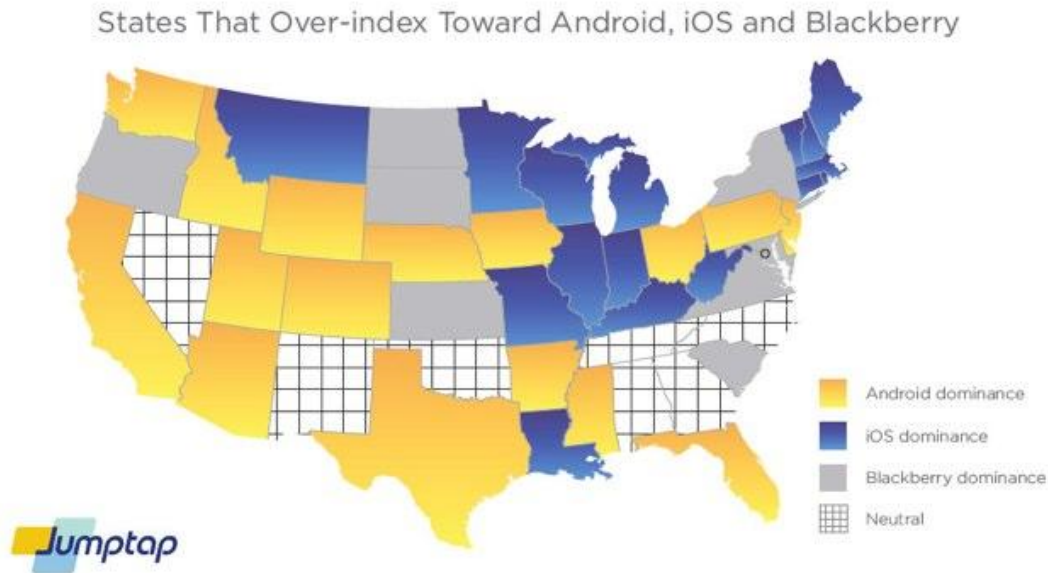 States That Over-index Toward Android, iOS and Blackberry
Android dominance
iOS dominance
Blackberry dominance
Neutral
Jumptap